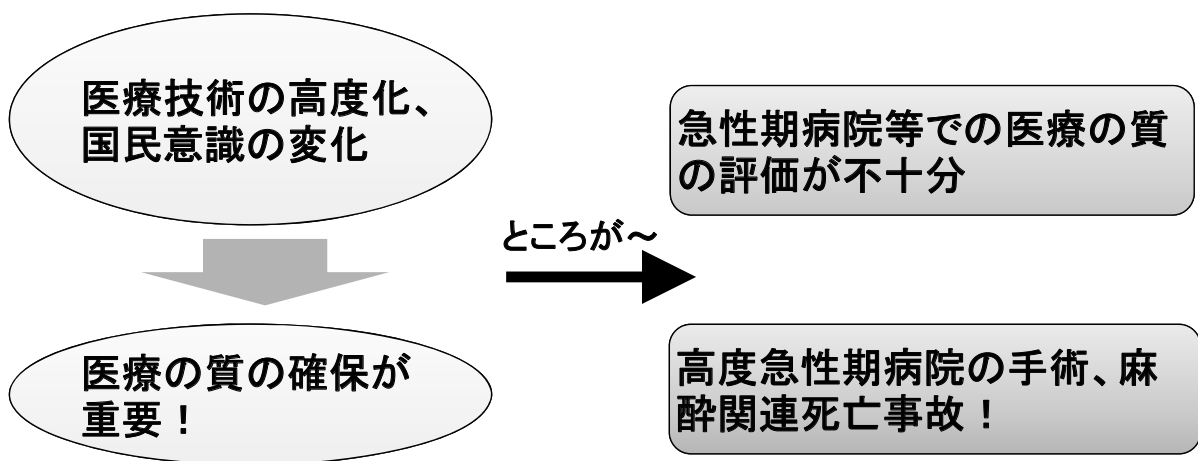 医療技術の高度化、
国民意識の変化
医療の質の確保が
重要！
ところが～
急性期病院等での医療の質
の評価が不十分
高度急性期病院の手術、麻
酔関連死亡事故！